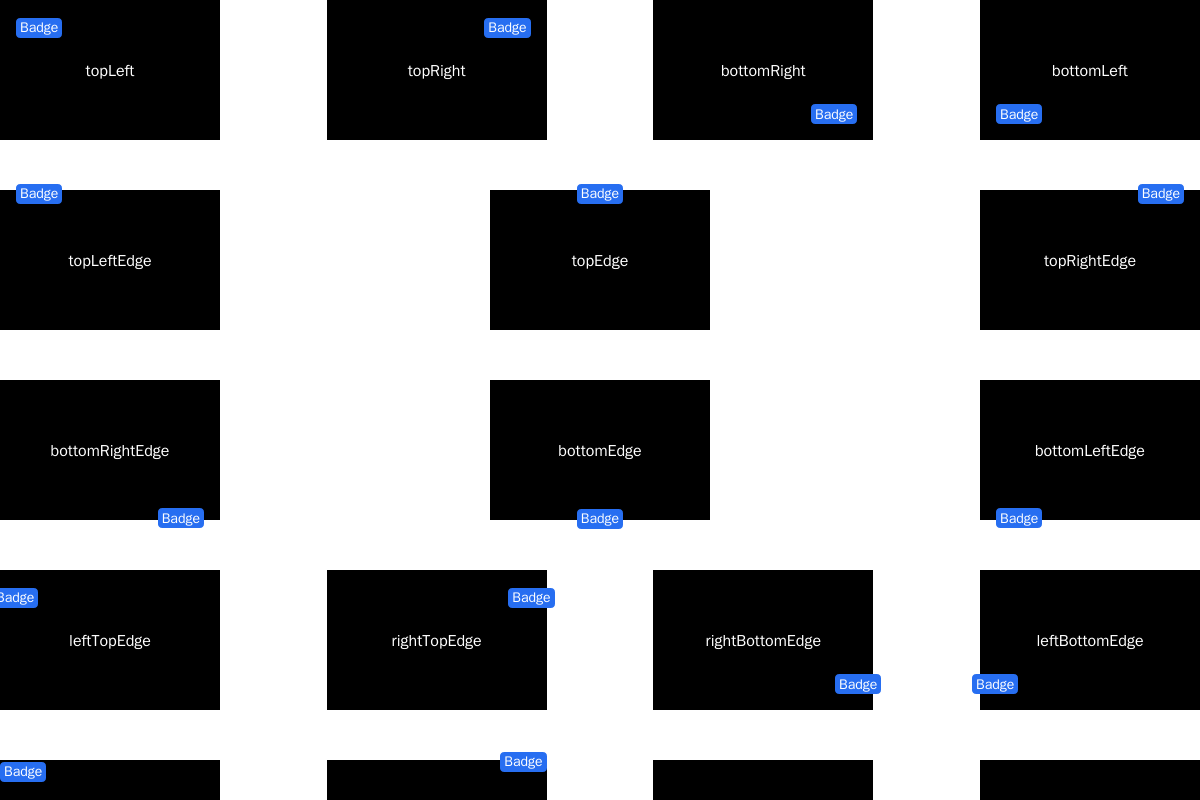 Badge
Badge
topLeft
topRight
bottomRight
bottomLeft
Badge
Badge
Badge
Badge
Badge
topLeftEdge
topEdge
topRightEdge
bottomRightEdge
bottomEdge
bottomLeftEdge
Badge
Badge
Badge
Badge
Badge
leftTopEdge
rightTopEdge
rightBottomEdge
leftBottomEdge
Badge
Badge
Badge
Badge